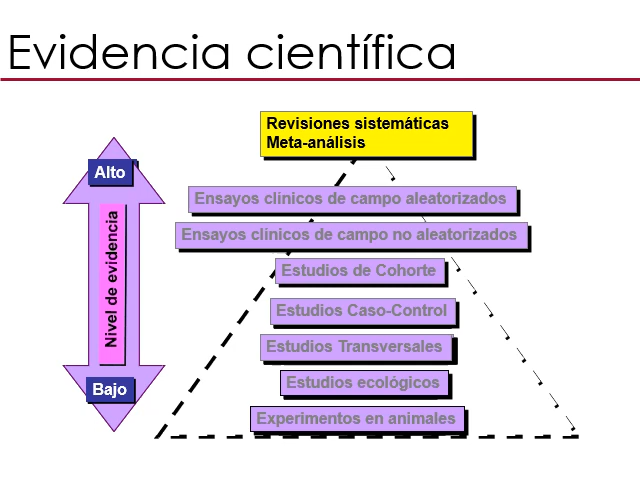 Evidencia científica
Revisiones sistemáticas
Meta-análisis
Alto
Ensayos clínicos de campo aleatorizados
Ensayos clínicos de campo no aleatorizados
Nivel de evidencia
Estudios de Cohorte
Estudios Caso-Control
Estudios Transversales
Estudios ecológicos
Bajo
Experimentos en animales